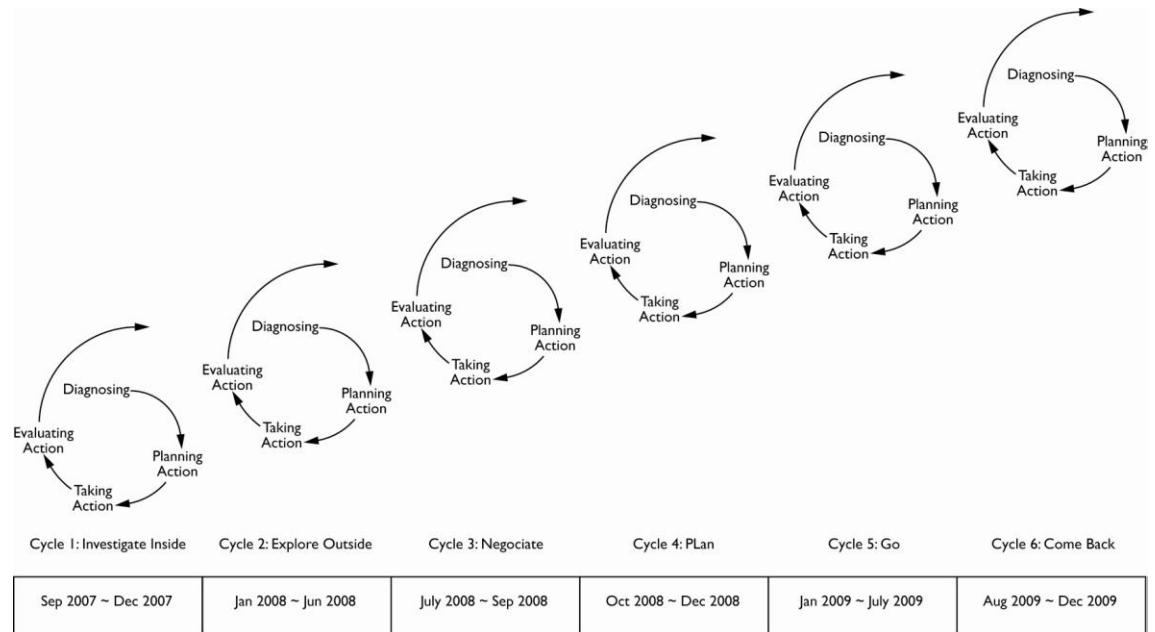 Diagnosing
Planning
Action
Taking
Action
Evaluating
Action
Diagnosing
Planning
Action
Taking
Action
Evaluating
Action
Diagnosing
Planning
Action
Taking
Action
Evaluating
Action
Diagnosing
Planning
Action
Taking
Action
Evaluating
Action
Diagnosing
Planning
Action
Taking
Action
Evaluating
Action
Diagnosing
Planning
Action
Taking
Action
Evaluating
Action
Cycle 1: Investigate Inside
Cycle 2: Explore Outside
Cycle 3: Negociate
Cycle 4: PLan
Cycle 5: Go
Cycle 6: Come Back
Sep 2007 ~ Dec 2007
Jan 2008 ~ Jun 2008
July 2008 ~ Sep 2008
Oct 2008 ~ Dec 2008
Jan 2009 ~ July 2009
Aug 2009 ~ Dec 2009